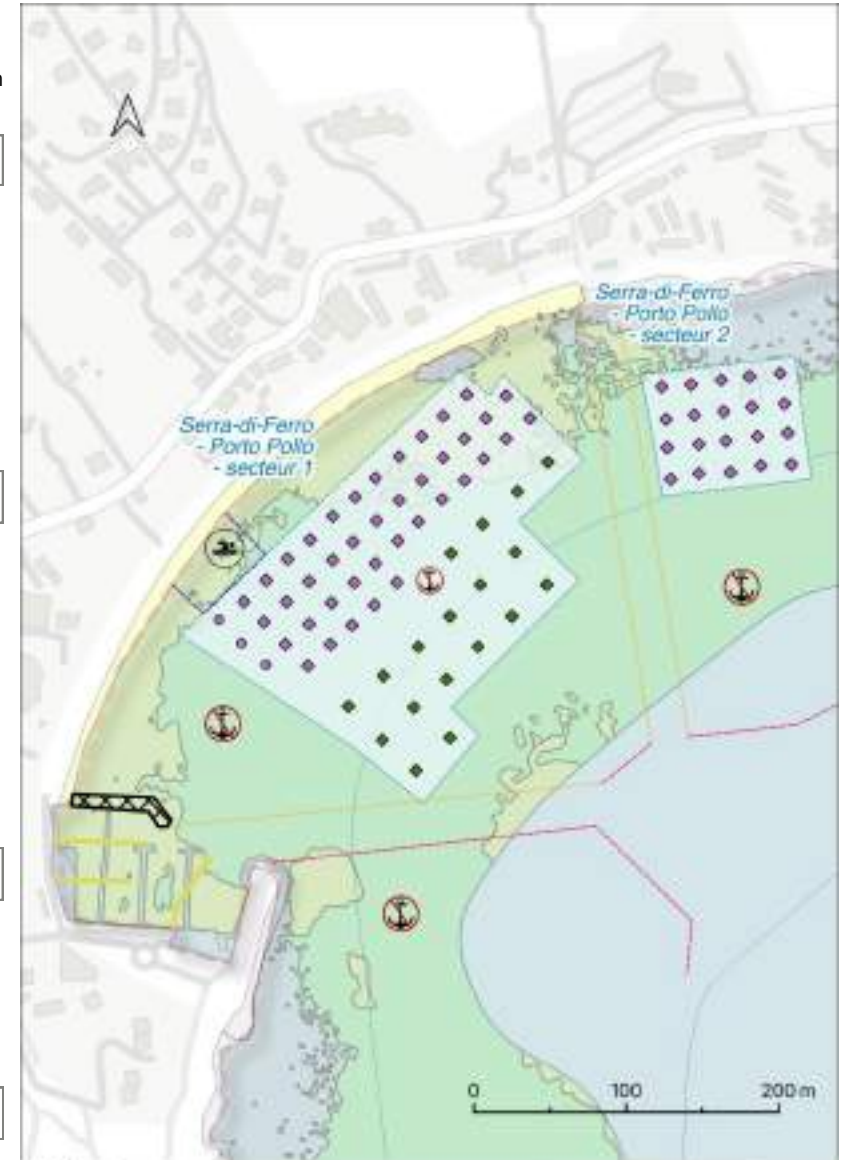 Serra-di-Ferro
- Porto Pollo
- secteur 2
Serra-di-Ferro
- Porto Pollo
- secteur 1
0 100 200 m